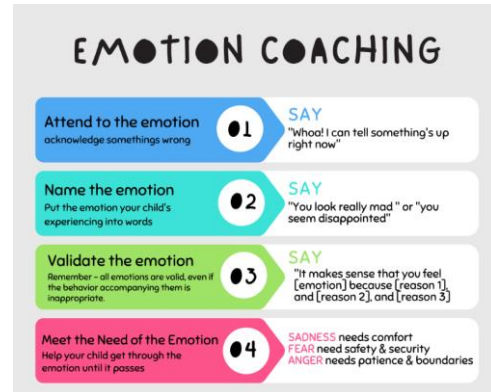 EMOTION COACHING
Attend to the emotion
acknowledge somethings wrong
01
SAY
"Whoa! I can tell something's up
right now"
Name the emotion
Put the emotion your child's
experiencing into words
02
SAY
"You look really mad " or "you
seem disappointed"
Validate the emotion
Remember – all emotions are valid, even if
the behavior accompanying them is
inappropriate.
03
SAY
"It makes sense that you feel
[emotion] because [reason 1],
and [reason 2], and [reason 3]
Meet the Need of the Emotion
Help your child get through the
emotion until it passes
04
SADNESS needs comfort
FEAR need safety & security
ANGER needs patience & boundaries